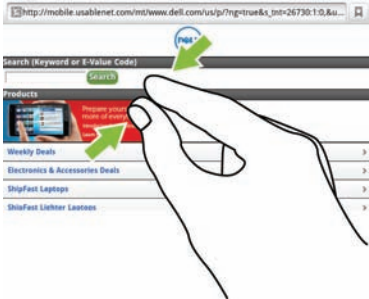 http://mobile.usablenet.com/mt/www.dell.com/us/p/?ng=true&s_tnt=26730:1:0,&u...
DELL
Search (Keyword or E-Value Code)
Search
Products
Prepare yours
more of every
Weekly Deals
Electronics & Accessories Deals
ShipFast Laptops
ShipFast Lighter Laptops